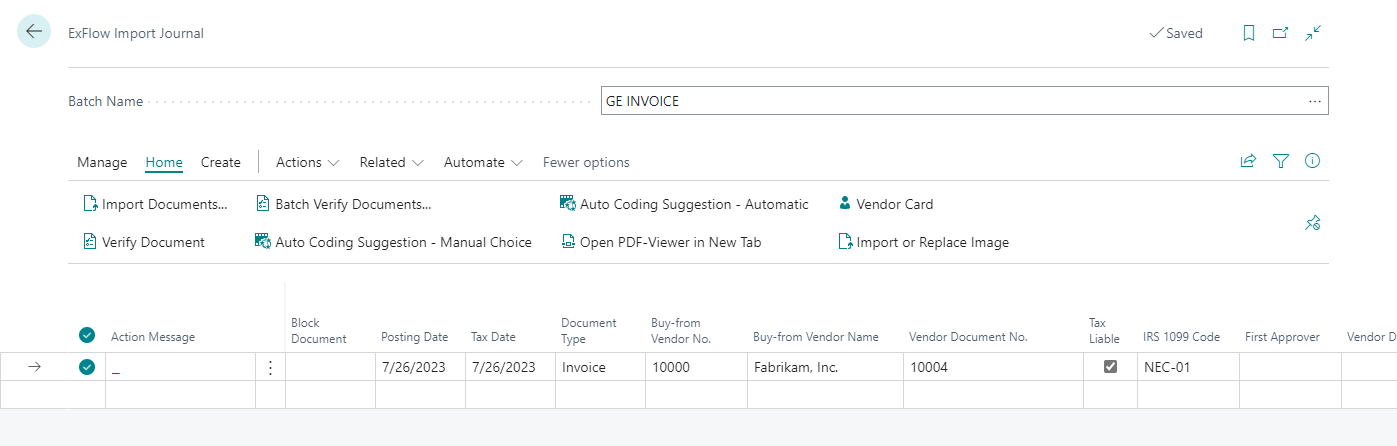 ExFlow Import Journal
Saved
Batch Name
GE INVOICE
Manage Home Create Actions Related Automate Fewer options
Import Documents... Batch Verify Documents... Auto Coding Suggestion - Automatic Vendor Card
Verify Document Auto Coding Suggestion - Manual Choice Open PDF-Viewer in New Tab Import or Replace Image
Action Message
Block
Document
Posting Date
Tax Date
Document
Type
Buy-from
Vendor No.
Buy-from Vendor Name
Vendor Document No.
Tax
Liable
IRS 1099 Code
First Approver
Vendor D
_ 7/26/2023 7/26/2023 Invoice 10000 Fabrikam, Inc. 10004 NEC-01